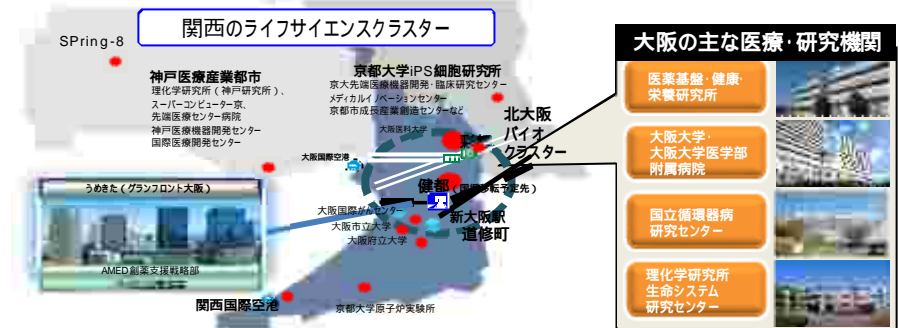 関西のライフサイエンスクラスター
SPring-8
神戸医療産業都市
理化学研究所（神戸研究所）、
スーパーコンピューター京、
先端医療センター病院
神戸医療機器開発センター
国際医療開発センター
京都大学iPS細胞研究所
京大先端医療機器開発･臨床研究センター
メディカルイノベーションセンター
京都市成長産業創造センターなど
大阪医科大学
北大阪
バイオ
クラスター
彩都
大阪国際空港
健都
うめきた（グランフロント大阪）
AMED創薬支援戦略部
大阪国際がんセンター
大阪市立大学
大阪府立大学
新大阪駅
道修町
関西国際空港
京都大学原子炉実験所
大阪の主な医療･研究機関
医薬基盤･健康･
栄養研究所
大阪大学･
大阪大学医学部
附属病院
国立循環器病
研究センター
理化学研究所
生命システム
研究センター